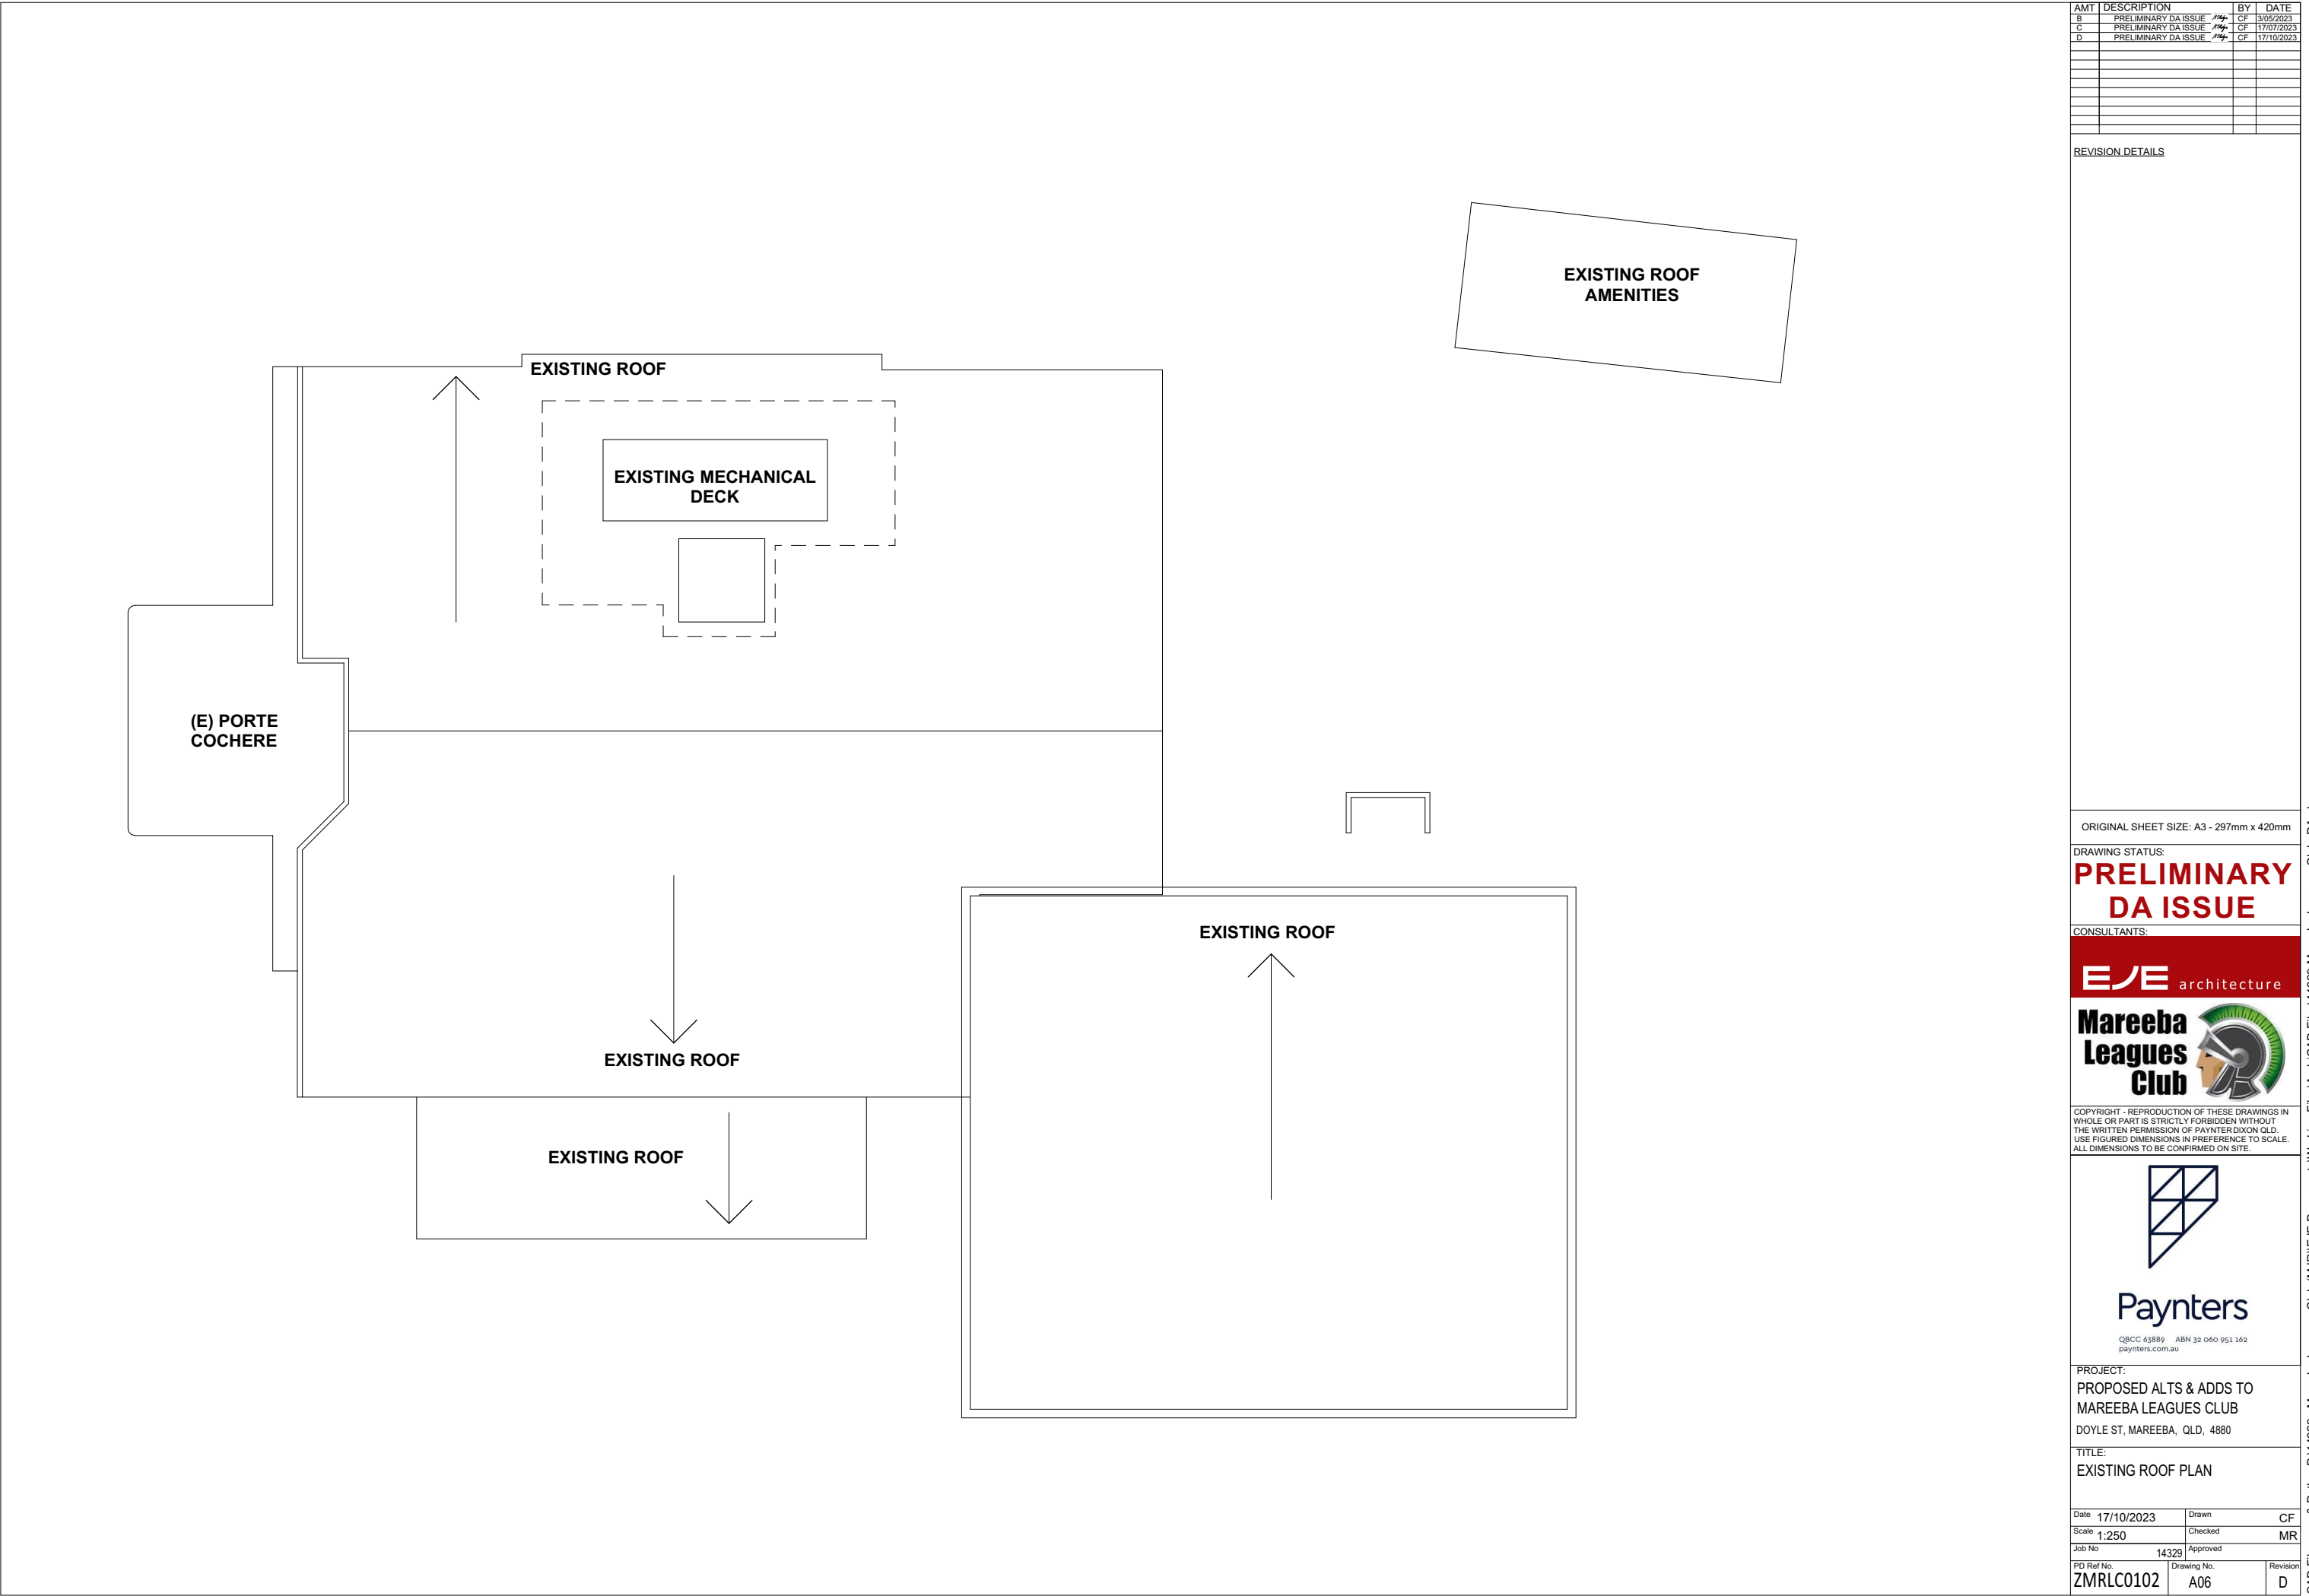 EXISTING ROOF
AMENITIES
EXISTING ROOF
EXISTING MECHANICAL
DECK
(E) PORTE
COCHERE
EXISTING ROOF
EXISTING ROOF
EXISTING ROOF
AMT DESCRIPTION BY DATE
B PRELIMINARY DA ISSUE CF 3/05/2023
C PRELIMINARY DA ISSUE CF 17/07/2023
D PRELIMINARY DA ISSUE CF 17/10/2023
REVISION DETAILS
ORIGINAL SHEET SIZE: A3 - 297mm x 420mm
DRAWING STATUS:
PRELIMINARY
DA ISSUE
CONSULTANTS:
EJE architecture
Mareeba
Leagues
Club
COPYRIGHT - REPRODUCTION OF THESE DRAWINGS IN
WHOLE OR PART IS STRICTLY FORBIDDEN WITHOUT
THE WRITTEN PERMISSION OF PAYNTER DIXON QLD.
USE FIGURED DIMENSIONS IN PREFERENCE TO SCALE.
ALL DIMENSIONS TO BE CONFIRMED ON SITE.
Paynters
QBCC 63889 ABN 32 060 951 162
paynters.com.au
PROJECT:
PROPOSED ALTS & ADDS TO
MAREEBA LEAGUES CLUB
DOYLE ST, MAREEBA, QLD, 4880
TITLE:
EXISTING ROOF PLAN
Date 17/10/2023 Drawn CF
Scale 1:250 Checked MR
Job No 14329 Approved
PD Ref No. Drawing No. Revision
ZMRLC0102 A06 D